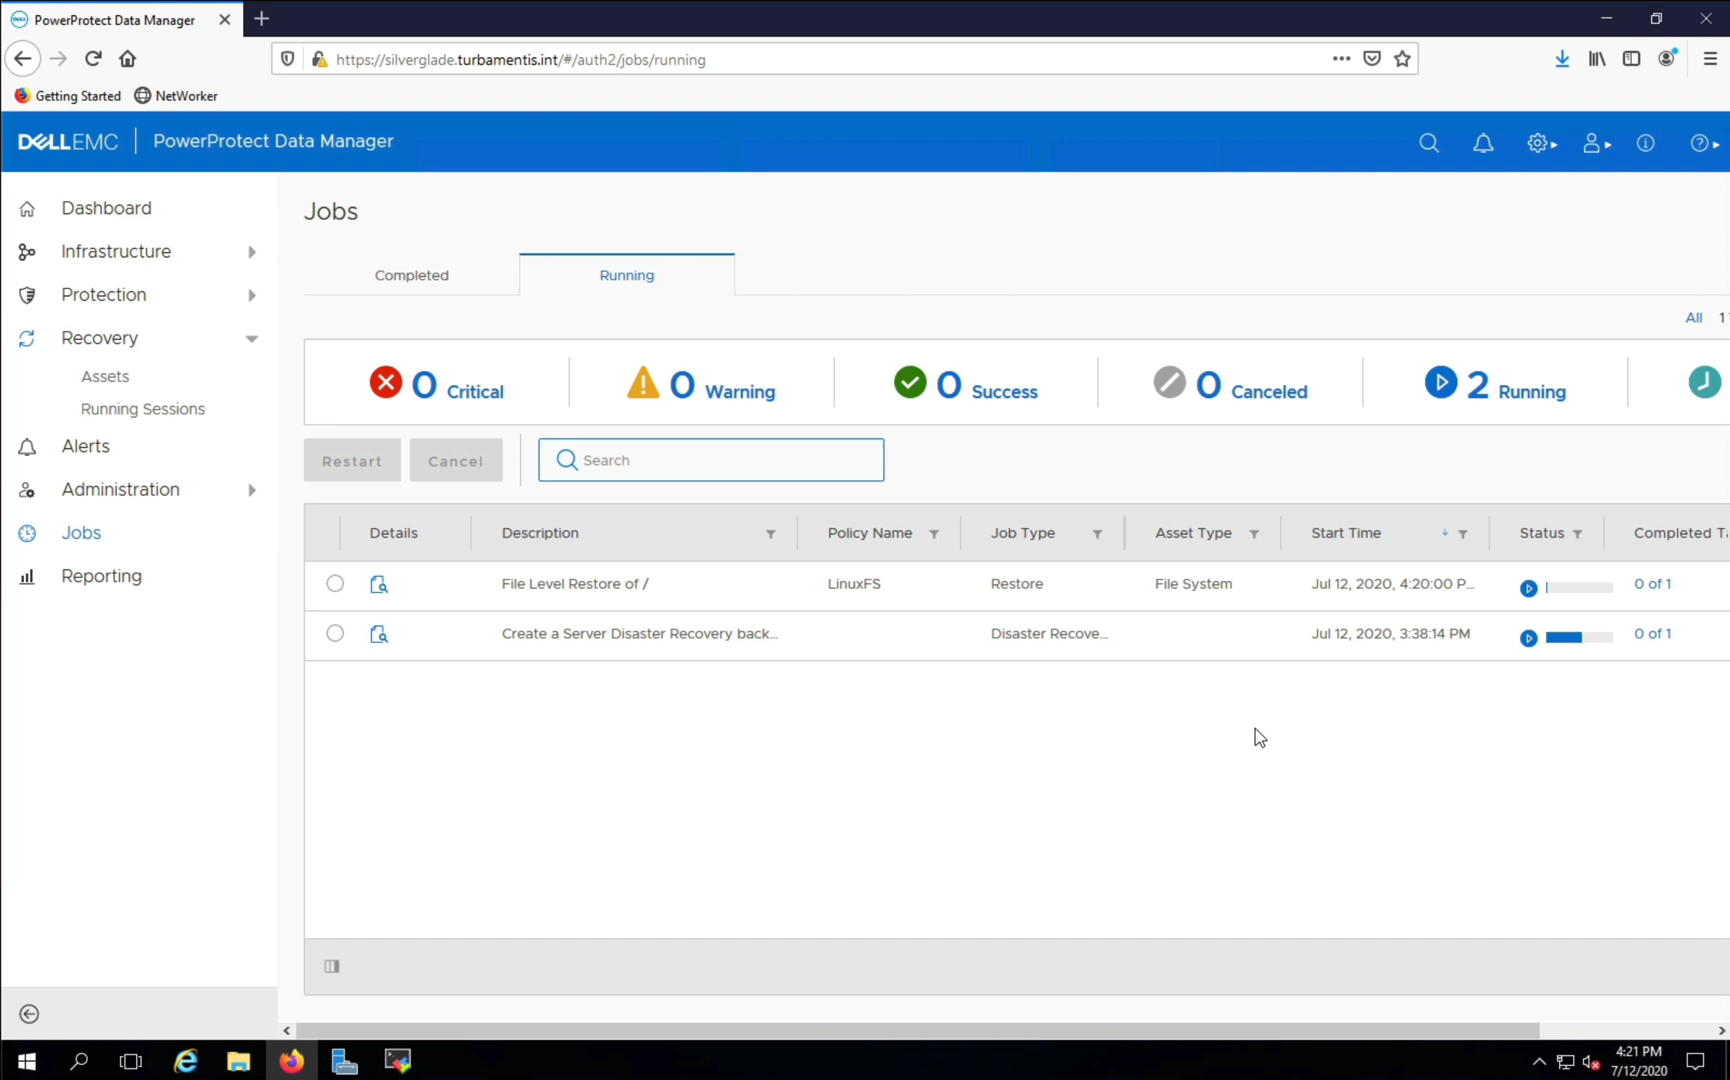 PowerProtect Data Manager
https://silverglade.turbamentis.int/#/auth2/jobs/running
Getting Started NetWorker
DELLEMC PowerProtect Data Manager
Dashboard
Infrastructure
Protection
Recovery
Assets
Running Sessions
Alerts
Administration
Jobs
Reporting
Jobs
Completed Running
All 1
0 Critical 0 Warning 0 Success 0 Canceled 2 Running
Restart Cancel Search
Details Description Policy Name Job Type Asset Type Start Time Status Completed T
File Level Restore of / LinuxFS Restore File System Jul 12, 2020, 4:20:00 P... 0 of 1
Create a Server Disaster Recovery back... Disaster Recove... Jul 12, 2020, 3:38:14 PM 0 of 1
4:21 PM
7/12/2020